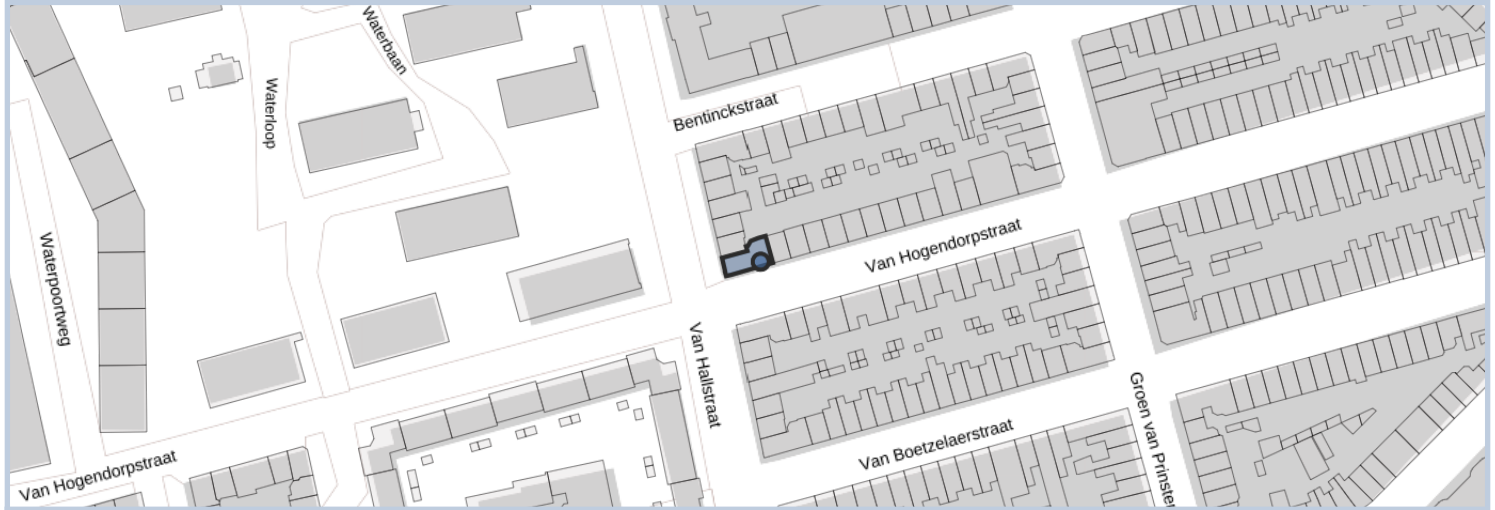 Waterbaan
Waterloop
Bentinckstraat
Waterpoortweg
Van Hogendorpstraat
Van Hallstraat
Van Boetzelaerstraat
Groen van Prinster
Van Hogendorpstraat